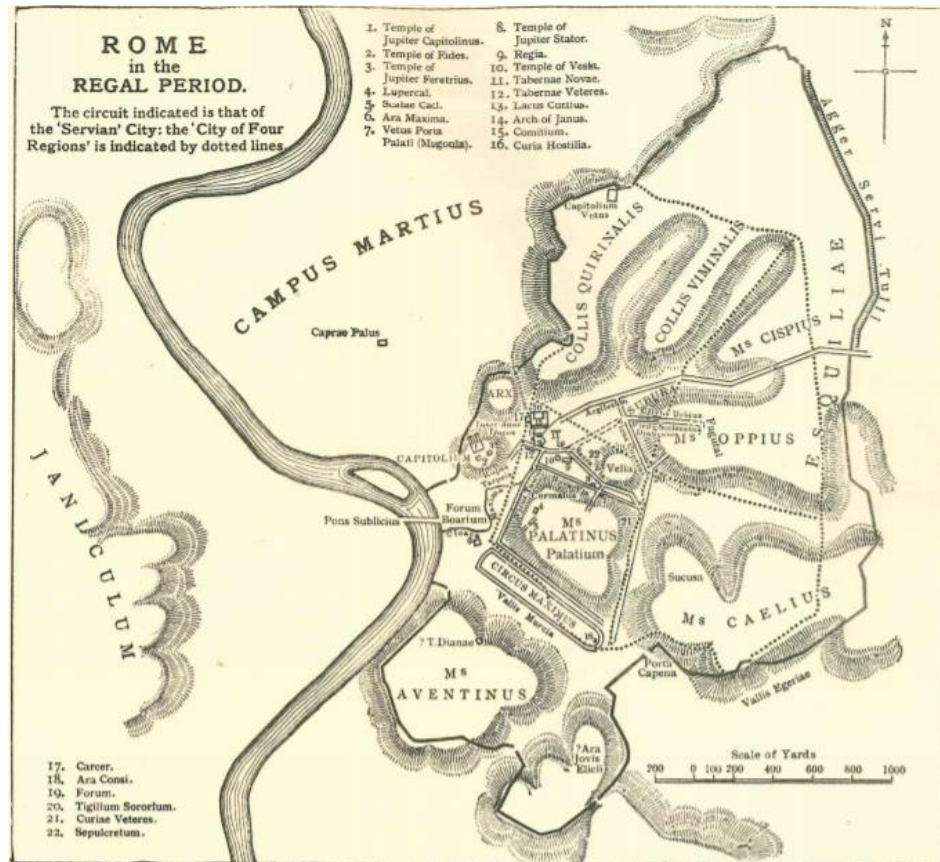 ROME
in the
REGAL PERIOD.
The circuit indicated is that of
the 'Servian' City: the 'City of Four
Regions' is indicated by dotted lines
1. Temple of
Jupiter Capitolinus.
2. Temple of Fides.
3. Temple of
Jupiter Feretrius.
4. Lupercal.
5. Scalae Caci.
6. Ara Maxima.
7. Vetus Porta
Palati (Mugonia).
8. Temple of
Jupiter Stator.
9. Regia.
10. Temple of Vesta.
11. Tabernae Novae.
12. Tabernae Veteres.
13. Lacus Curtius.
14. Arch of Janus.
15. Comitium.
16. Curia Hostilia.
N
Agger Servi Tulli
CAMPUS MARTIUS
Caprae Palus
Capitolium
Vetus
COLLIS QUIRINALIS
COLLIS VIMINALIS
Ms CISPIUS
ESQUILIAE
ARX
17
SUBURA
Fagutal
Ms OPPIUS
CAPITOLIUM
10
22
Velia
Cermalus
Forum
Boarium
Pons Sublicius
Ms
PALATINUS
Palatium
21
CIRCUS MAXIMUS
Vallis Murcia
18
Sucusa
Ms CAELIUS
Porta
Capena
Vallis Egeriae
? T. Dianae
Ms
AVENTINUS
? Ara
Jovis
Elicii
JANICULUM
Scale of Yards
200 0 100 200 400 600 800 1000
17. Carcer.
18. Ara Consi.
19. Forum.
20. Tigillum Sororium.
21. Curiae Veteres.
22. Sepulcretum.